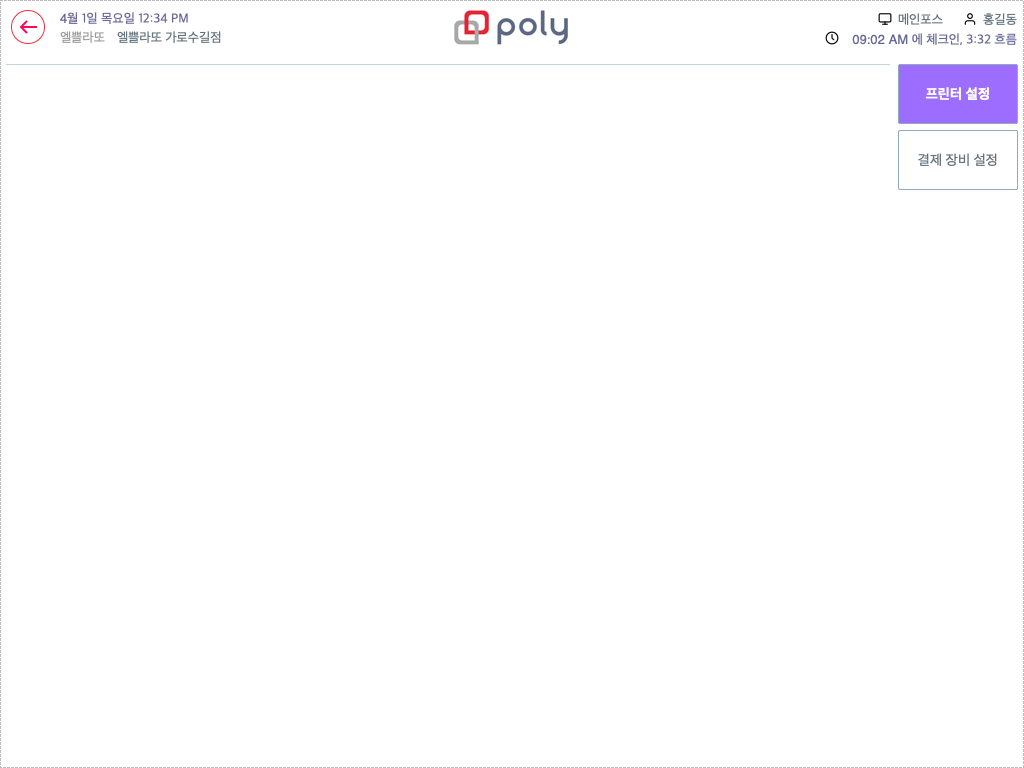 4월 1일 목요일 12:34 PM
엘쁠라또 엘쁠라또 가로수길점
poly
메인포스 홍길동
09:02 AM 에 체크인, 3:32 흐름
프린터 설정
결제 장비 설정